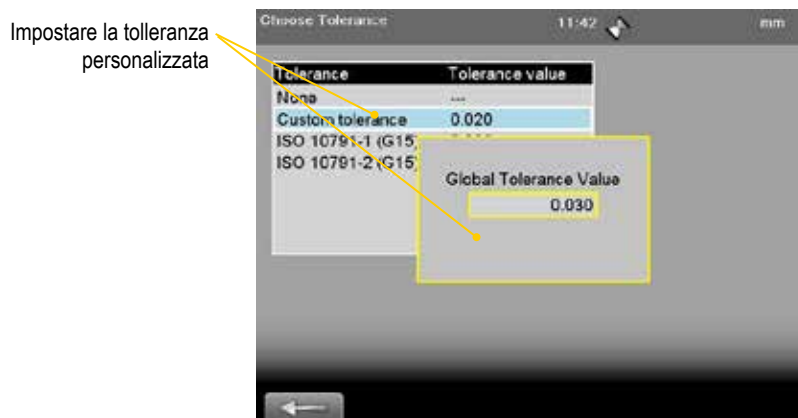 Impostare la tolleranza
personalizzata
Choose Tolerance 11:42 mm
Tolerance Tolerance value
None ---
Custom tolerance 0.020
ISO 10791-1 (G15)
ISO 10791-2 (G15)
Global Tolerance Value
0.030